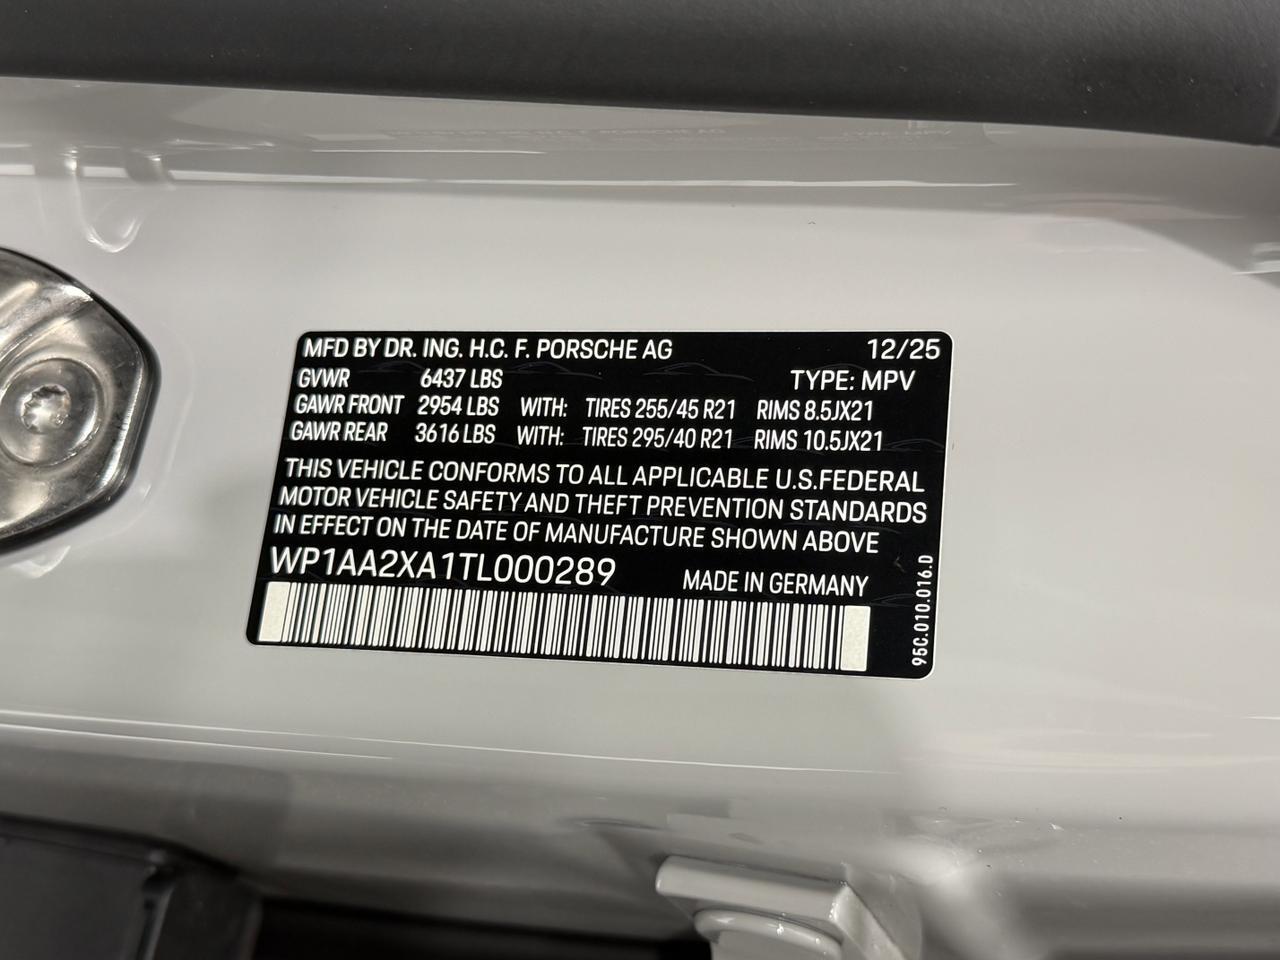 MFD BY DR. ING. H.C. F. PORSCHE AG 12/25
GVWR 6437 LBS TYPE: MPV
GAWR FRONT 2954 LBS WITH: TIRES 255/45 R21 RIMS 8.5JX21
GAWR REAR 3616 LBS WITH: TIRES 295/40 R21 RIMS 10.5JX21
THIS VEHICLE CONFORMS TO ALL APPLICABLE U.S.FEDERAL
MOTOR VEHICLE SAFETY AND THEFT PREVENTION STANDARDS
IN EFFECT ON THE DATE OF MANUFACTURE SHOWN ABOVE
WP1AA2XA1TL000289 MADE IN GERMANY
95C.010.016.D